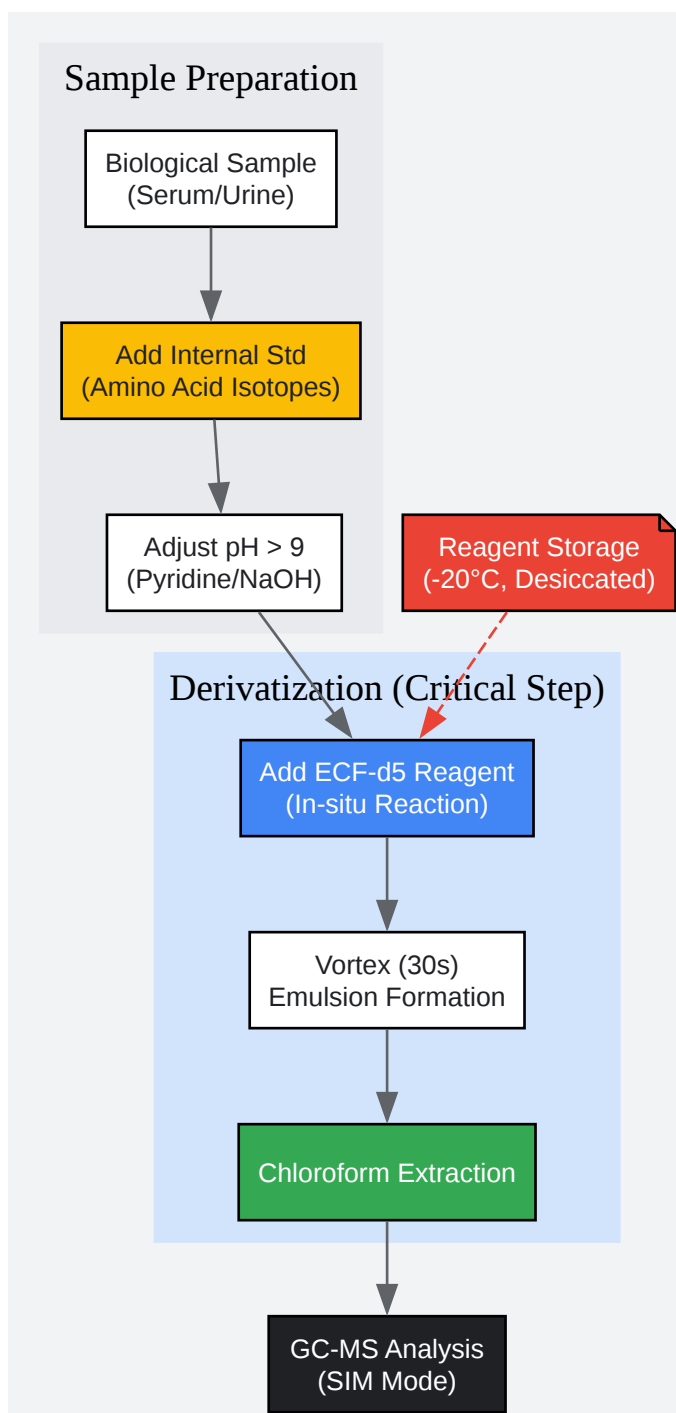 Sample Preparation
Biological Sample
(Serum/Urine)
Add Internal Std
(Amino Acid Isotopes)
Adjust pH > 9
(Pyridine/NaOH)
Reagent Storage
(-20°C, Desiccated)
Derivatization (Critical Step)
Add ECF-d5 Reagent
(In-situ Reaction)
Vortex (30s)
Emulsion Formation
Chloroform Extraction
GC-MS Analysis
(SIM Mode)